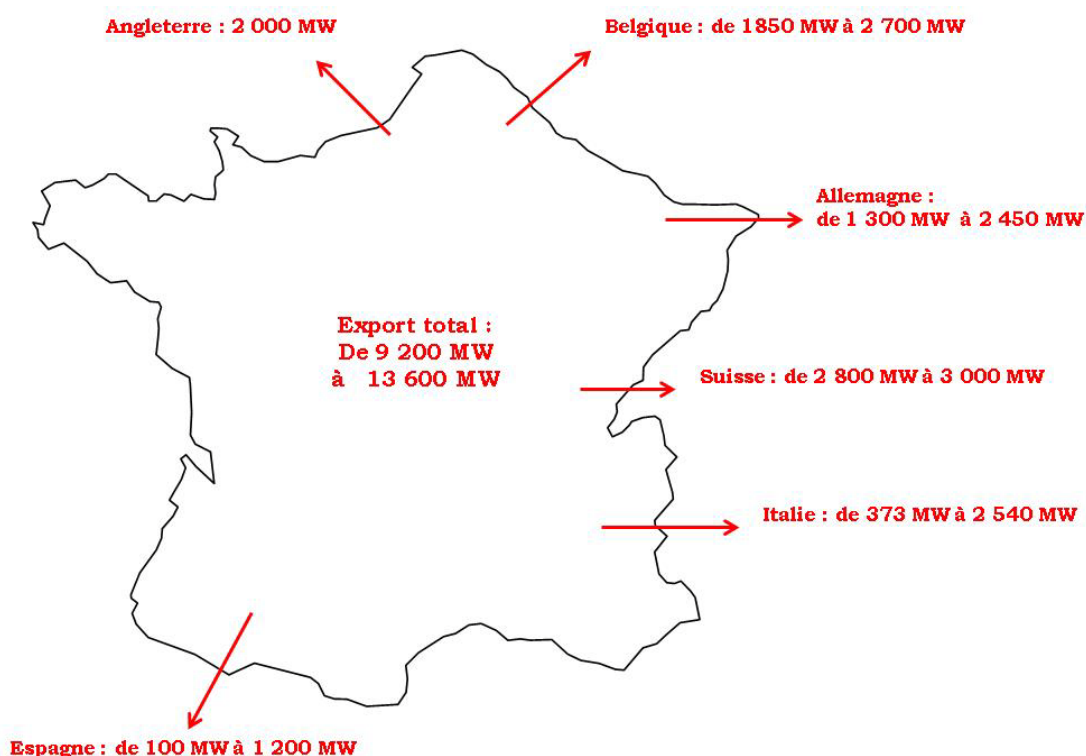 Angleterre : 2 000 MW
Belgique : de 1850 MW à 2 700 MW
Allemagne :
de 1 300 MW à 2 450 MW
Export total :
De 9 200 MW
à 13 600 MW
Suisse : de 2 800 MW à 3 000 MW
Italie : de 373 MW à 2 540 MW
Espagne : de 100 MW à 1 200 MW